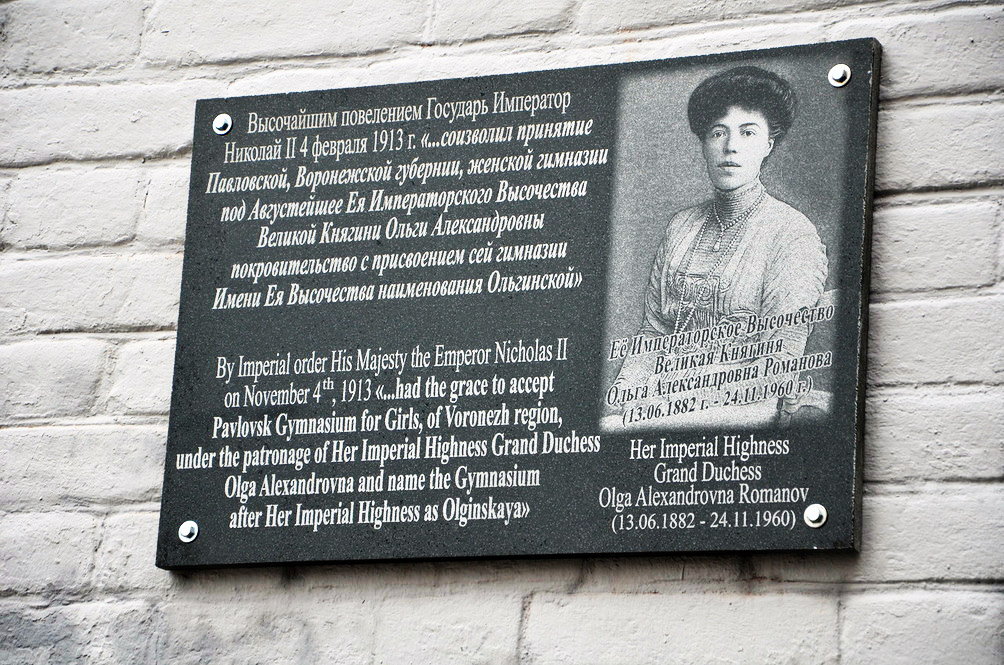 Высочайшим повелением Государь Император
Николай II 4 февраля 1913 г. «...соизволил принятие
Павловской, Воронежской губернии, женской гимназии
под Августейшее Ея Императорского Высочества
Великой Княгини Ольги Александровны
покровительство с присвоением сей гимназии
Имени Ея Высочества наименования Ольгинской»
By Imperial order His Majesty the Emperor Nicholas II
on November 4th, 1913 «...had the grace to accept
Pavlovsk Gymnasium for Girls, of Voronezh region,
under the patronage of Her Imperial Highness Grand Duchess
Olga Alexandrovna and name the Gymnasium
after Her Imperial Highness as Olginskaya»
Её Императорское Высочество
Великая Княгиня
Ольга Александровна Романова
(13.06.1882 г. - 24.11.1960 г.)
Her Imperial Highness
Grand Duchess
Olga Alexandrovna Romanov
(13.06.1882 - 24.11.1960)